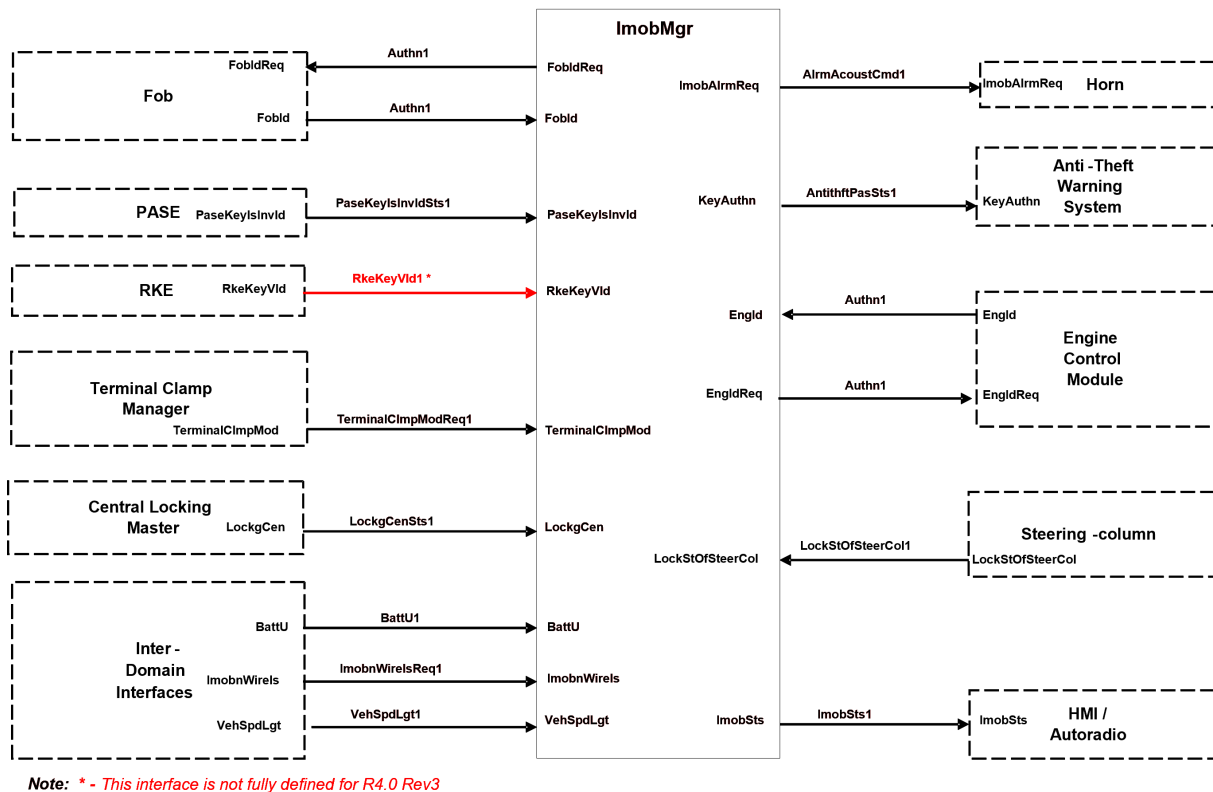 ImobMgr
Authn1
FobIdReq
FobIdReq
Fob
Authn1
FobId
FobId
PASE
PaseKeyIsInvld
PaseKeyIsInvldSts1
PaseKeyIsInvld
RKE
RkeKeyVld
RkeKeyVld1 *
RkeKeyVld
Terminal Clamp
Manager
TerminalClmpMod
TerminalClmpModReq1
TerminalClmpMod
Central Locking
Master
LockgCen
LockgCenSts1
LockgCen
Inter -
Domain
Interfaces
BattU
BattU1
BattU
ImobnWirels
ImobnWirelsReq1
ImobnWirels
VehSpdLgt
VehSpdLgt1
VehSpdLgt
ImobAlrmReq
AlrmAcoustCmd1
ImobAlrmReq
Horn
KeyAuthn
AntithftPasSts1
KeyAuthn
Anti -Theft
Warning
System
EngId
Authn1
EngId
Engine
Control
Module
EngIdReq
Authn1
EngIdReq
LockStOfSteerCol
LockStOfSteerCol1
Steering -column
LockStOfSteerCol
ImobSts
ImobSts1
ImobSts
HMI /
Autoradio
Note: * - This interface is not fully defined for R4.0 Rev3